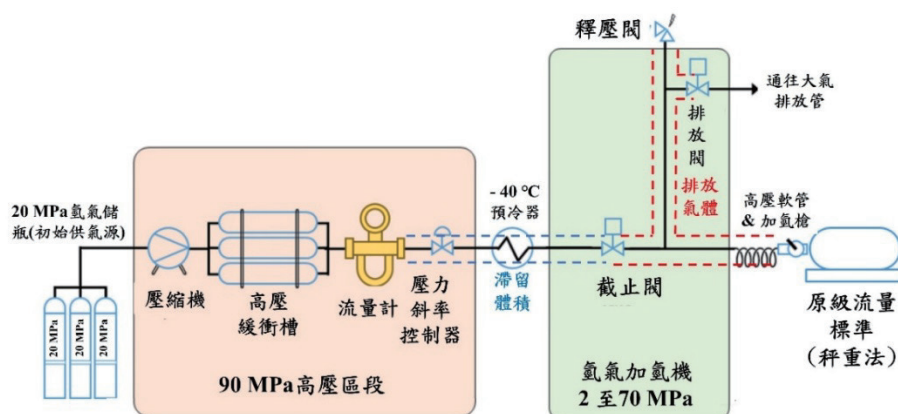 釋壓閥
通往大氣
排放管
排
放
閥
排放
氣體
20 MPa氫氣儲
瓶(初始供氣源)
- 40 °C
預冷器
高壓軟管
& 加氫槍
壓縮機
高壓
緩衝槽
流量計
壓力
斜率
控制器
滯留
體積
截止閥
原級流量
標準
(秤重法)
20 MPa
20 MPa
20 MPa
90 MPa高壓區段
氫氣加氫機
2 至70 MPa